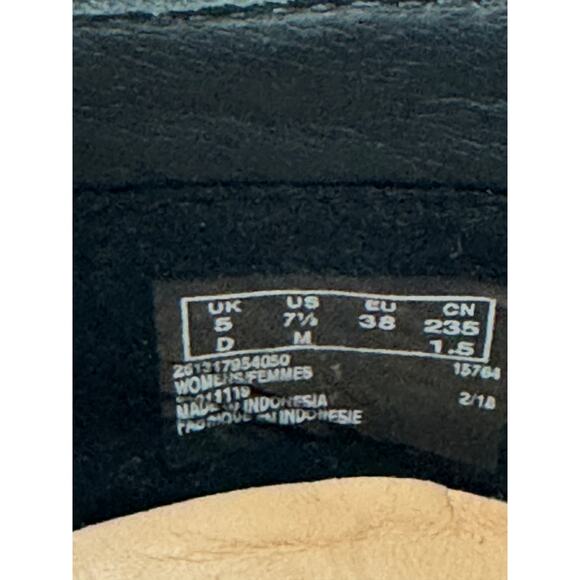 UK US EU CN
5 7½ 38 235
D M 1.5
261317954050 15764
WOMENS/FEMMES
2/18
MADE IN INDONESIA
FABRIQUE EN INDONESIE